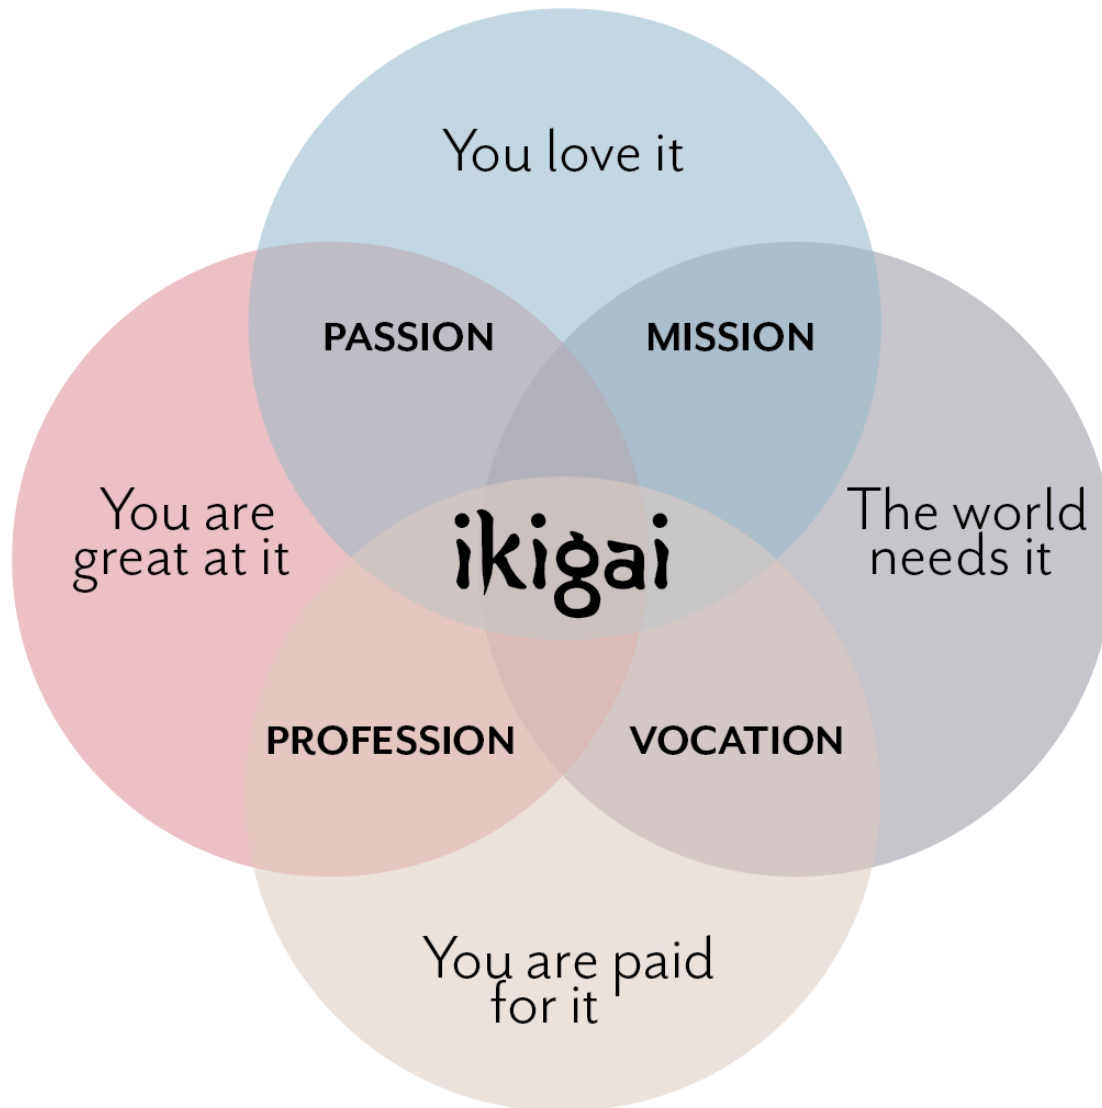 You love it
PASSION
MISSION
You are
great at it
ikigai
The world
needs it
PROFESSION
VOCATION
You are paid
for it